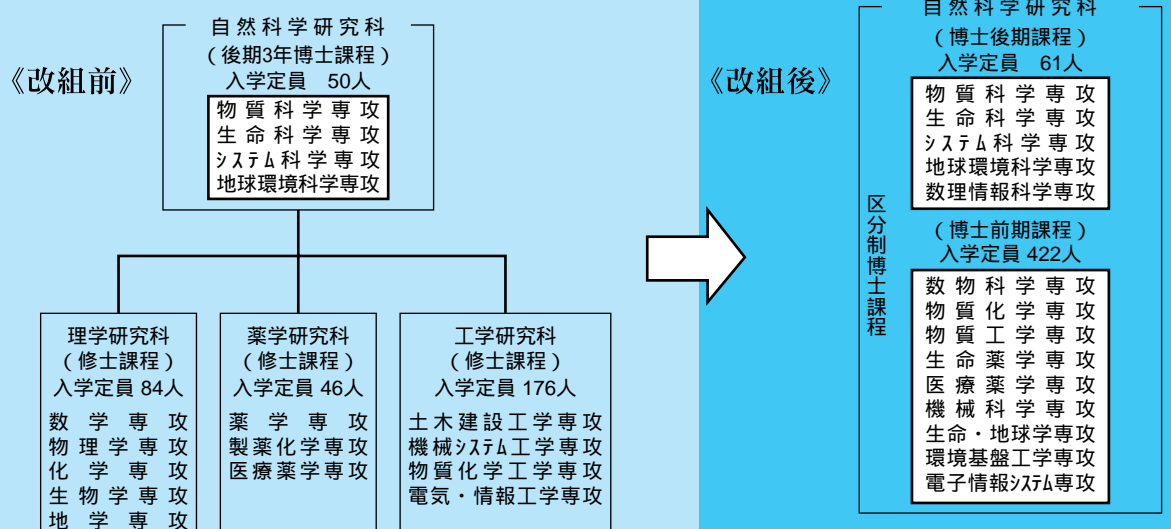 《改組前》
自然科学研究科
（後期3年博士課程）
入学定員　50人
物質科学専攻
生命科学専攻
システム科学専攻
地球環境科学専攻
理学研究科
（修士課程）
入学定員 84人
数学専攻
物理学専攻
化学専攻
生物学専攻
地学専攻
薬学研究科
（修士課程）
入学定員 46人
薬学専攻
製薬化学専攻
医療薬学専攻
工学研究科
（修士課程）
入学定員 176人
土木建設工学専攻
機械システム工学専攻
物質化学工学専攻
電気・情報工学専攻
《改組後》
自然科学研究科
（博士後期課程）
入学定員　61人
物質科学専攻
生命科学専攻
システム科学専攻
地球環境科学専攻
数理情報科学専攻
区分制博士課程
（博士前期課程）
入学定員 422人
数物科学専攻
物質化学専攻
物質工学専攻
生命薬学専攻
医療薬学専攻
機械科学専攻
生命・地球学専攻
環境基盤工学専攻
電子情報システム専攻